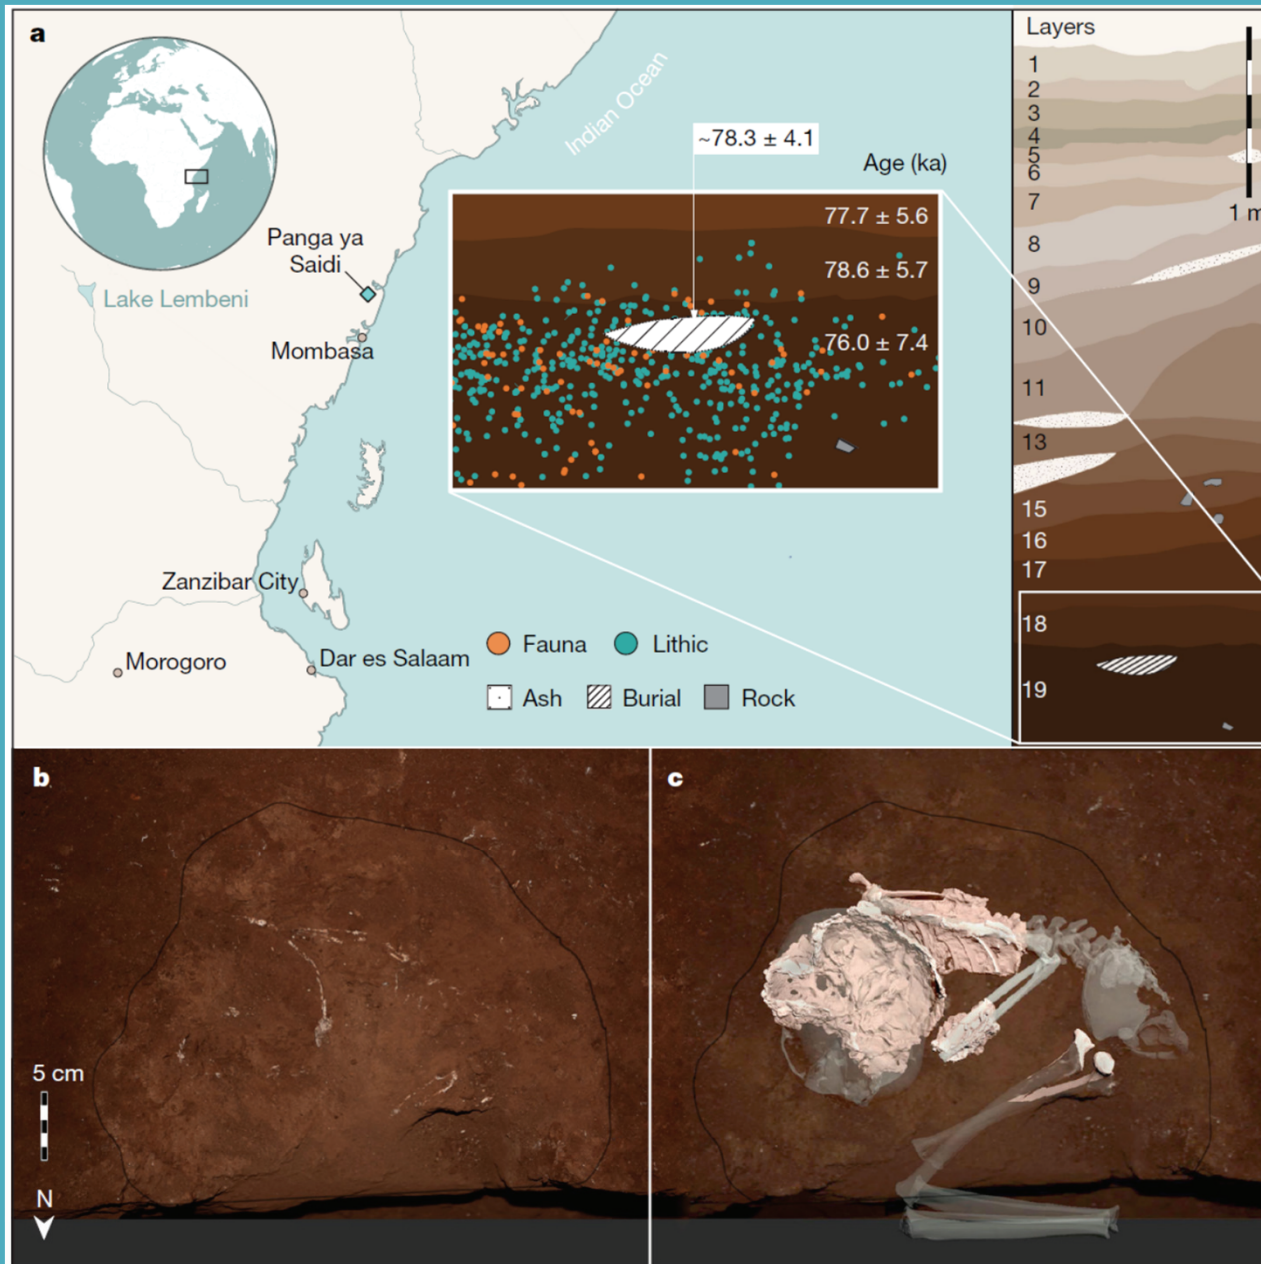 a
Indian Ocean
Panga ya
Saidi
Lake Lembeni
Mombasa
Zanzibar City
Morogoro
Dar es Salaam
~78.3 ± 4.1
Age (ka)
77.7 ± 5.6
78.6 ± 5.7
76.0 ± 7.4
Fauna
Lithic
Ash
Burial
Rock
Layers
1
2
3
4
5
6
7
8
9
10
11
13
15
16
17
18
19
1 m
b
5 cm
N
c